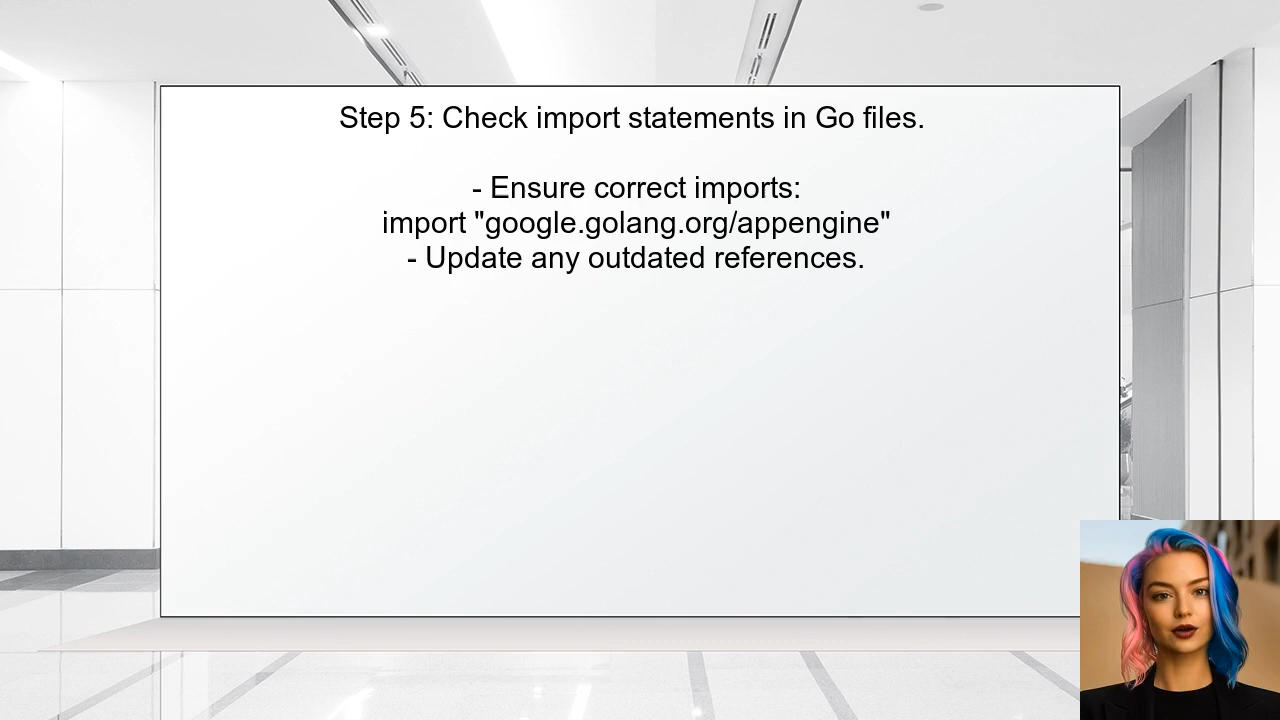 Step 5: Check import statements in Go files.
- Ensure correct imports:
import "google.golang.org/appengine"
- Update any outdated references.